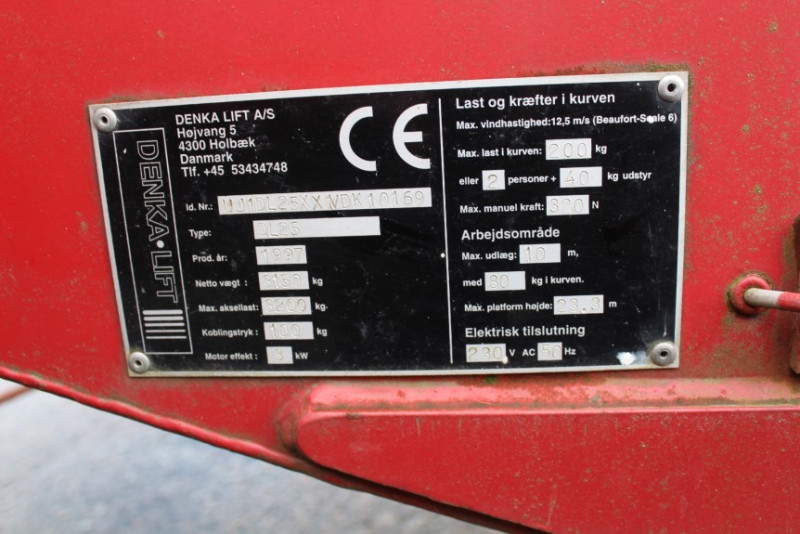 DENKA•LIFT
DENKA LIFT A/S
Højvang 5
4300 Holbæk
Danmark
Tlf. +45 53434748
CE
Id. Nr.:
Type: DL25
Prod. år: 1997
Netto vægt : kg
Max. aksellast: kg.
Koblingstryk : 100 kg
Motor effekt : kW
Last og kræfter i kurven
Max. vindhastighed: 12,5 m/s (Beaufort-Scale 6)
Max. last i kurven: 200 kg
eller 2 personer + 40 kg udstyr
Max. manuel kraft: N
Arbejdsområde
Max. udlæg: 10 m,
med 80 kg i kurven.
Max. platform højde: m
Elektrisk tilslutning
230 V AC 50 Hz